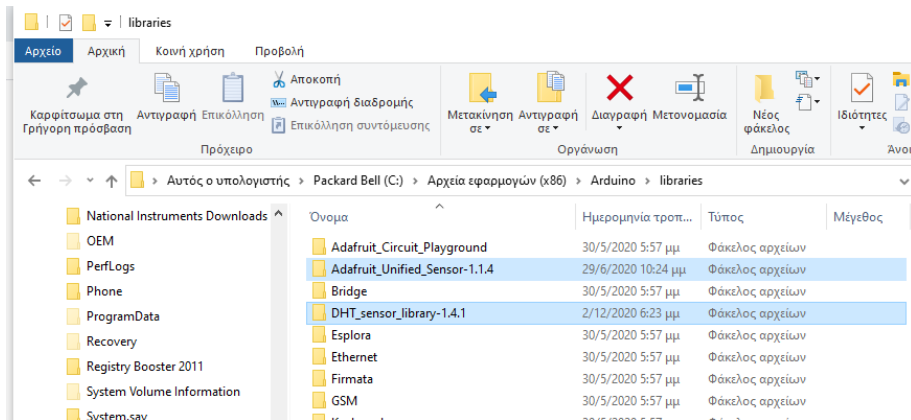 libraries
Αρχείο Αρχική Κοινή χρήση Προβολή
Καρφίτσωμα στη Γρήγορη πρόσβαση
Αντιγραφή
Επικόλληση
Αποκοπή
Αντιγραφή διαδρομής
Επικόλληση συντόμευσης
Μετακίνηση σε
Αντιγραφή σε
Διαγραφή
Μετονομασία
Νέος φάκελος
Ιδιότητες
Πρόχειρο Οργάνωση Δημιουργία Άνοι
Αυτός ο υπολογιστής > Packard Bell (C:) > Αρχεία εφαρμογών (x86) > Arduino > libraries
National Instruments Downloads
OEM
PerfLogs
Phone
ProgramData
Recovery
Registry Booster 2011
System Volume Information
System.sav
Όνομα Ημερομηνία τροπ... Τύπος Μέγεθος
Adafruit_Circuit_Playground 30/5/2020 5:57 μμ Φάκελος αρχείων
Adafruit_Unified_Sensor-1.1.4 29/6/2020 10:24 μμ Φάκελος αρχείων
Bridge 30/5/2020 5:57 μμ Φάκελος αρχείων
DHT_sensor_library-1.4.1 2/12/2020 6:23 μμ Φάκελος αρχείων
Esplora 30/5/2020 5:57 μμ Φάκελος αρχείων
Ethernet 30/5/2020 5:57 μμ Φάκελος αρχείων
Firmata 30/5/2020 5:57 μμ Φάκελος αρχείων
GSM 30/5/2020 5:57 μμ Φάκελος αρχείων